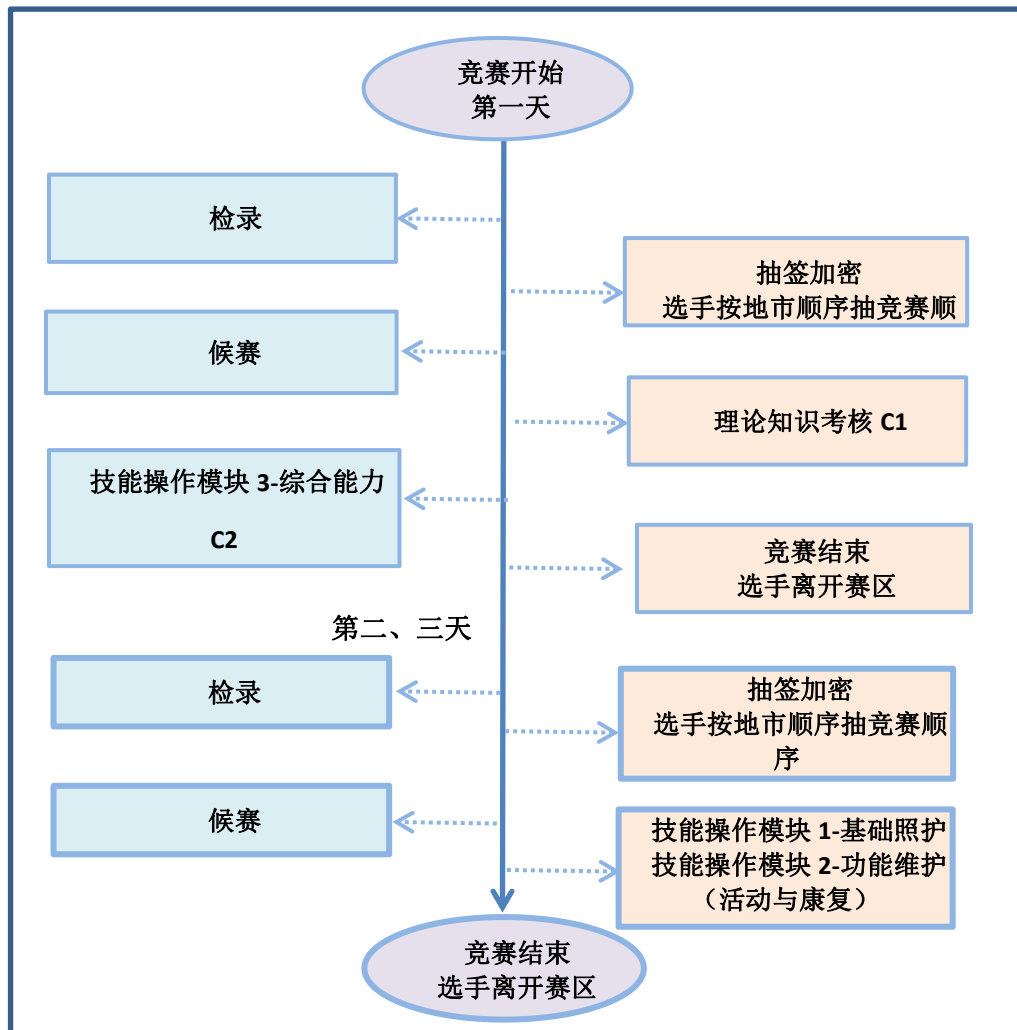 竞赛开始
第一天
检录
抽签加密
选手按地市顺序抽竞赛顺
候赛
理论知识考核 C1
技能操作模块 3-综合能力
C2
竞赛结束
选手离开赛区
第二、三天
检录
抽签加密
选手按地市顺序抽竞赛顺
序
候赛
技能操作模块 1-基础照护
技能操作模块 2-功能维护
（活动与康复）
竞赛结束
选手离开赛区